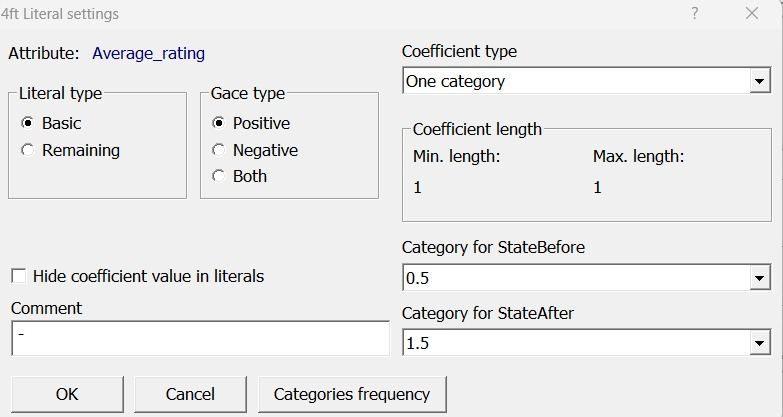 4ft Literal settings
Attribute: Average_rating
Literal type
Basic
Remaining
Gace type
Positive
Negative
Both
Coefficient type
One category
Coefficient length
Min. length: Max. length:
1 1
Hide coefficient value in literals
Comment
-
Category for StateBefore
0.5
Category for StateAfter
1.5
OK Cancel Categories frequency